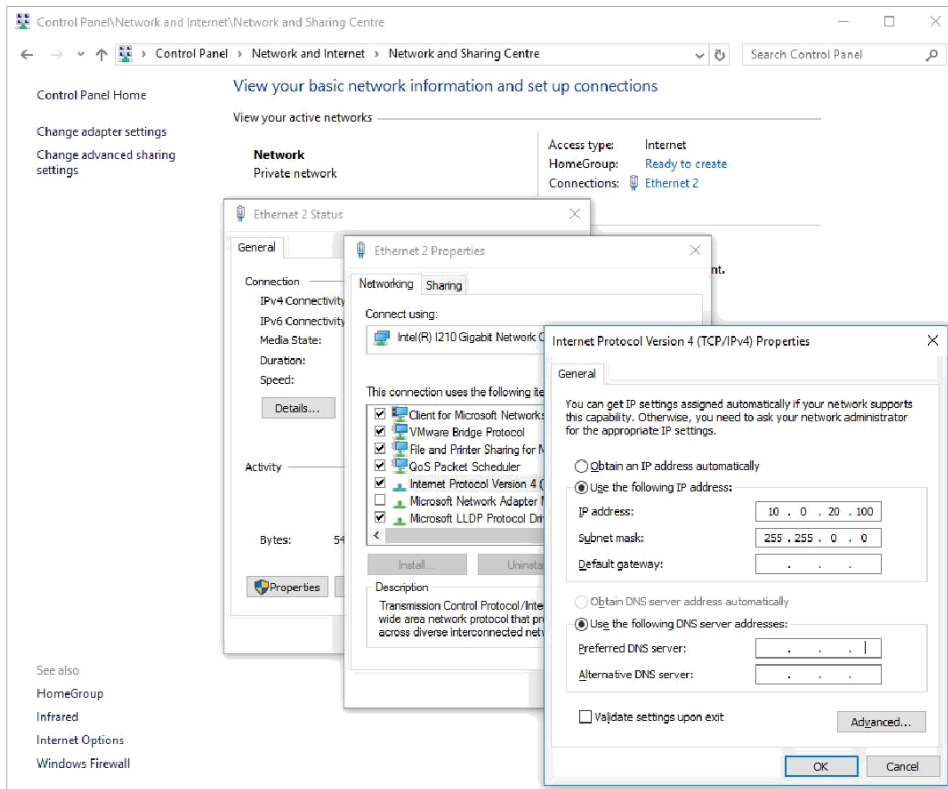 Control Panel\Network and Internet\Network and Sharing Centre
Control Panel › Network and Internet › Network and Sharing Centre
Search Control Panel
Control Panel Home
Change adapter settings
Change advanced sharing
settings
View your basic network information and set up connections
View your active networks
Network
Private network
Access type: Internet
HomeGroup: Ready to create
Connections: Ethernet 2
nt.
Ethernet 2 Status
General
Connection
IPv4 Connectivity
IPv6 Connectivity
Media State:
Duration:
Speed:
Details...
Activity
Bytes: 54
Properties
Ethernet 2 Properties
Networking Sharing
Connect using:
Intel(R) I210 Gigabit Network C
This connection uses the following ite
Client for Microsoft Networks
VMware Bridge Protocol
File and Printer Sharing for M
QoS Packet Scheduler
Internet Protocol Version 4 (
Microsoft Network Adapter M
Microsoft LLDP Protocol Dri
Install... Uninsta
Description
Transmission Control Protocol/Inte
wide area network protocol that pr
across diverse interconnected netw
Internet Protocol Version 4 (TCP/IPv4) Properties
General
You can get IP settings assigned automatically if your network supports
this capability. Otherwise, you need to ask your network administrator
for the appropriate IP settings.
Obtain an IP address automatically
Use the following IP address:
IP address: 10 . 0 . 20 . 100
Subnet mask: 255 . 255 . 0 . 0
Default gateway: . . .
Obtain DNS server address automatically
Use the following DNS server addresses:
Preferred DNS server: . . .
Alternative DNS server: . . .
Validate settings upon exit
Advanced...
OK Cancel
See also
HomeGroup
Infrared
Internet Options
Windows Firewall